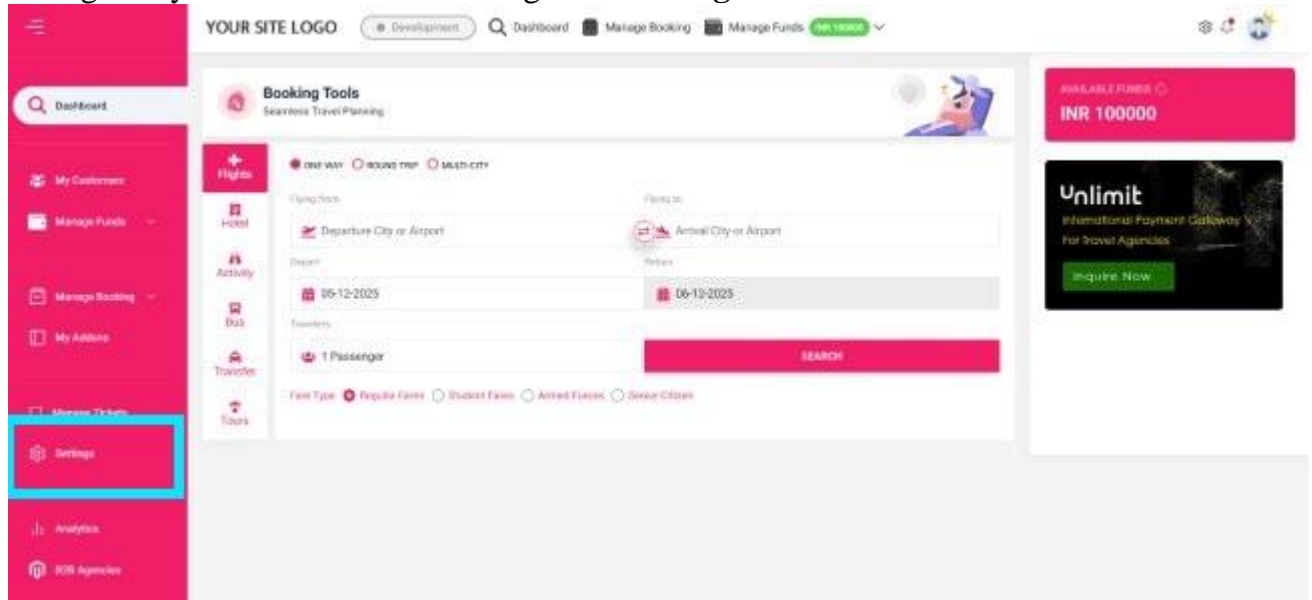 YOUR SITE LOGO
Development
Dashboard
Manage Booking
Manage Funds
INR 100000
Dashboard
My Customers
Manage Funds
Manage Booking
My Addons
Manage Tickets
Settings
Analytics
B2B Agencies
Booking Tools
Seamless Travel Planning
Flights
Hotel
Activity
Bus
Transfer
Tours
ONE WAY ROUND TRIP MULTI-CITY
Flying from
Flying to
Departure City or Airport
Arrival City or Airport
Depart
Return
06-12-2025
Travelers
1 Passenger
SEARCH
Fare Type Regular Fares Student Fares Armed Forces Senior Citizen
AVAILABLE FUNDS
INR 100000
Unlimit
International Payment Gateway
For Travel Agencies
Inquire Now